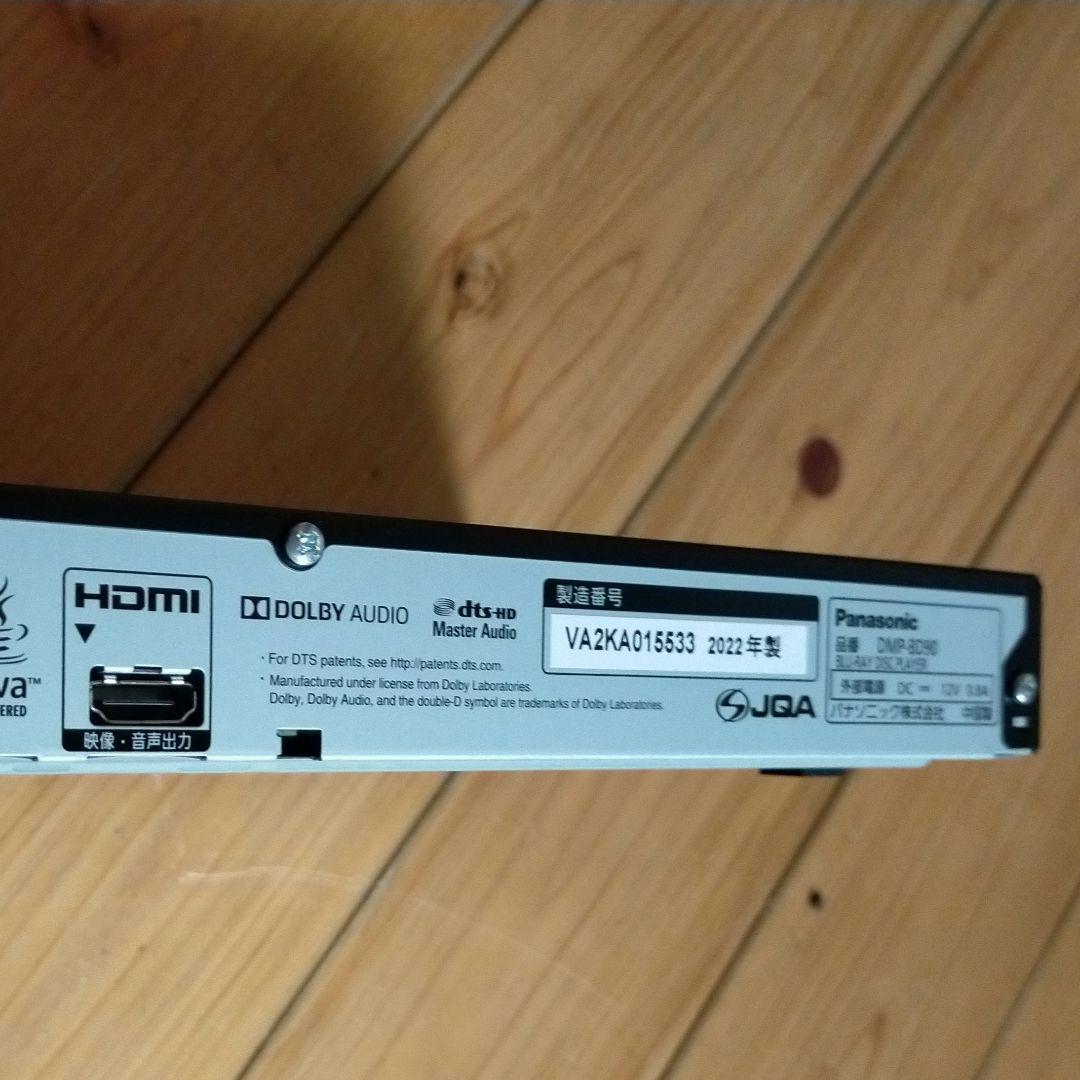 va™
ERED
HDMI
映像・音声出力
DOLBY AUDIO
dts-HD
Master Audio
・For DTS patents, see http://patents.dts.com.
・Manufactured under license from Dolby Laboratories.
Dolby, Dolby Audio, and the double-D symbol are trademarks of Dolby Laboratories.
製造番号
VA2KA015533 2022年製
JQA
Panasonic
品番 DMP-BD90
BLU-RAY DISC PLAYER
外部電源 DC 12V 0.8A
パナソニック株式会社 中国製